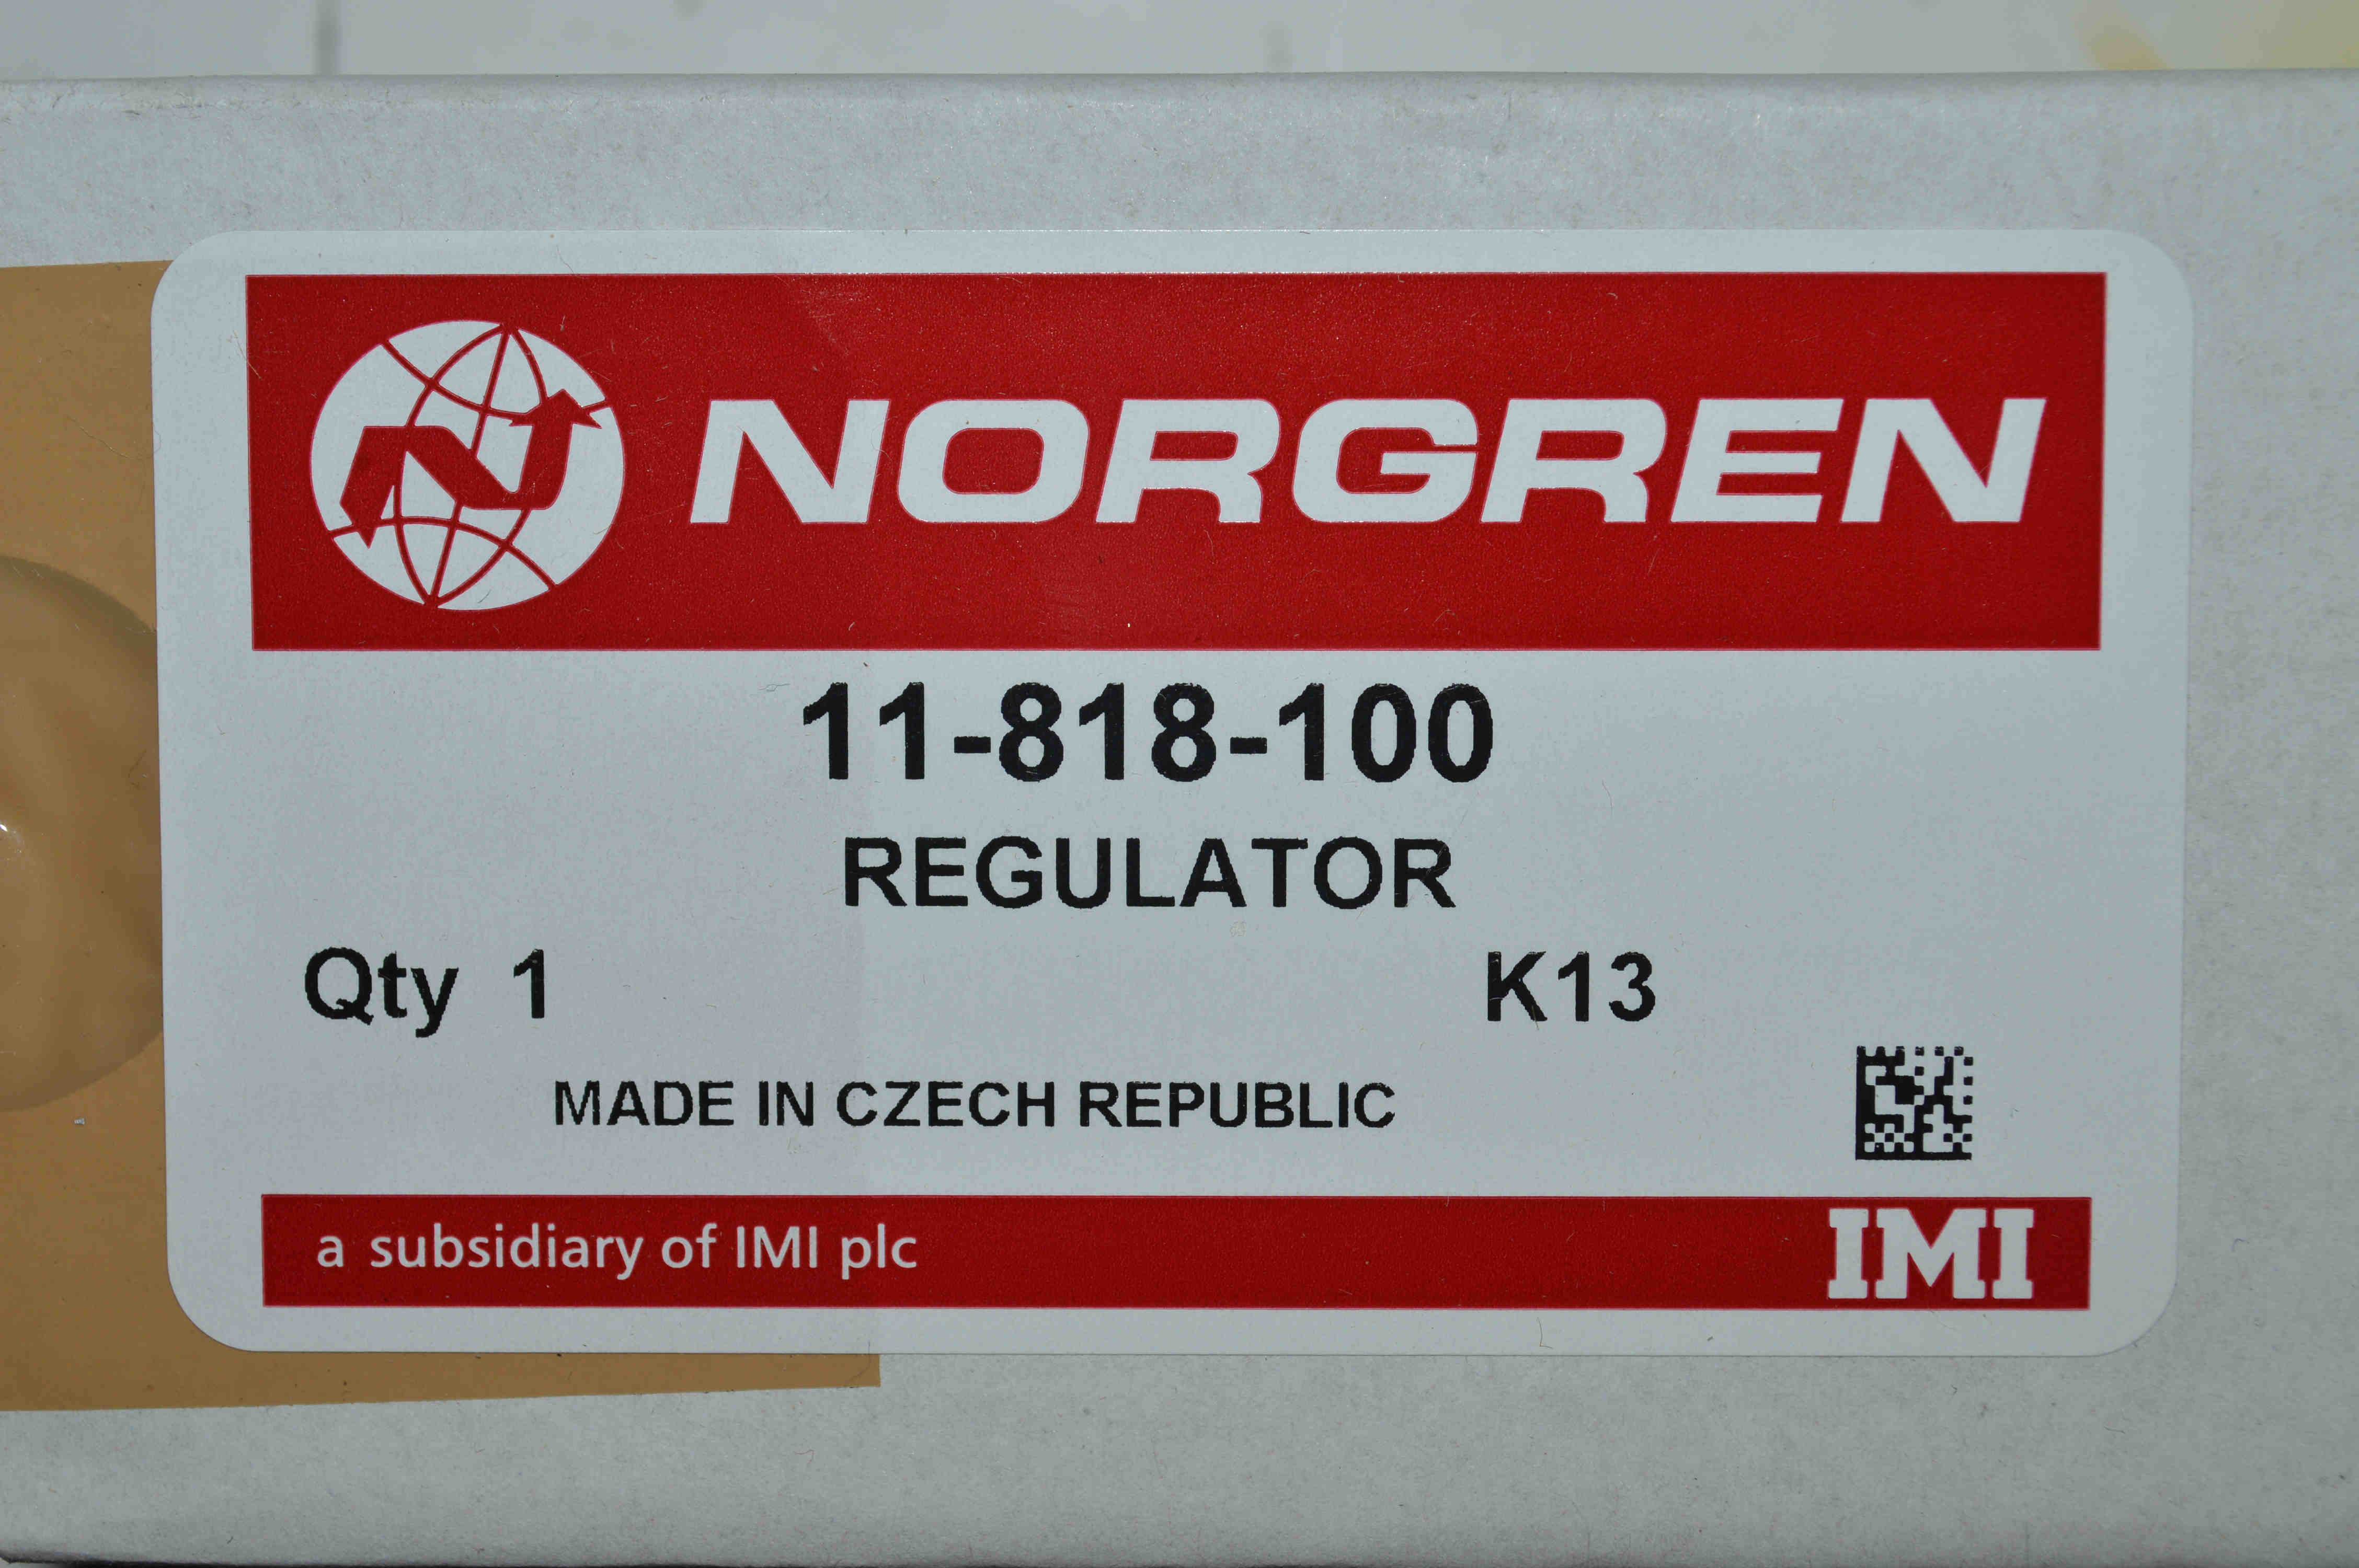 NORGREN
11-818-100
REGULATOR
Qty 1 K13
MADE IN CZECH REPUBLIC
a subsidiary of IMI plc IMI